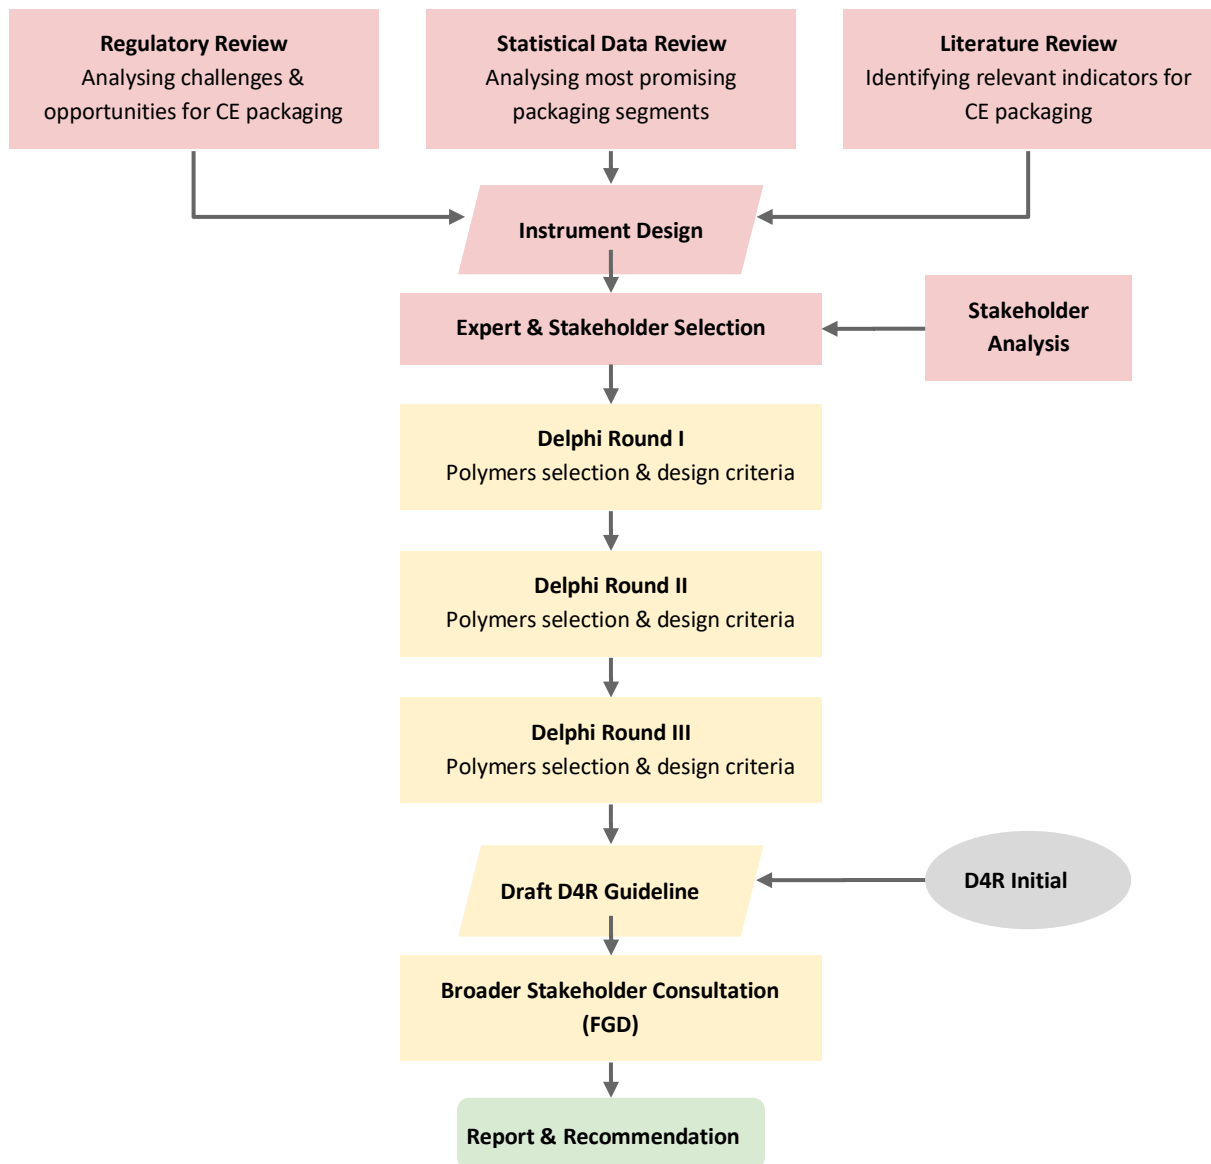 Regulatory Review
Analysing challenges &
opportunities for CE packaging
Statistical Data Review
Analysing most promising
packaging segments
Literature Review
Identifying relevant indicators for
CE packaging
Instrument Design
Expert & Stakeholder Selection
Stakeholder
Analysis
Delphi Round I
Polymers selection & design criteria
Delphi Round II
Polymers selection & design criteria
Delphi Round III
Polymers selection & design criteria
Draft D4R Guideline
D4R Initial
Broader Stakeholder Consultation
(FGD)
Report & Recommendation